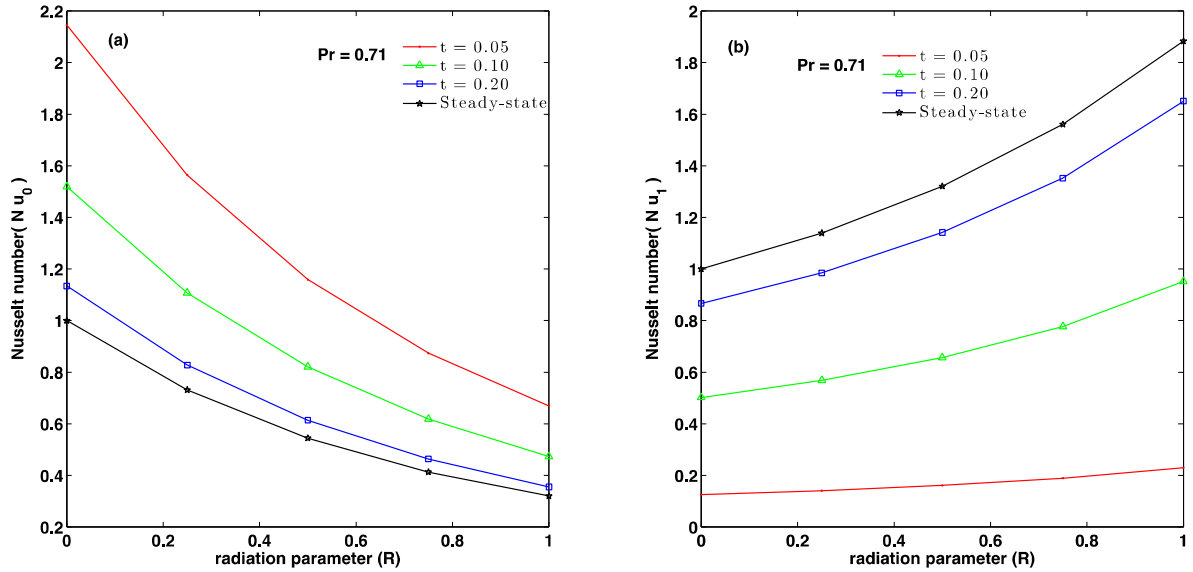 (a)
Pr = 0.71
t = 0.05
t = 0.10
t = 0.20
Steady-state
2.2
2
1.8
1.6
1.4
1.2
1
0.8
0.6
0.4
0.2
Nusselt number( N u0 )
0 0.2 0.4 0.6 0.8 1
radiation parameter (R)
(b)
Pr = 0.71
t = 0.05
t = 0.10
t = 0.20
Steady-state
2
1.8
1.6
1.4
1.2
1
0.8
0.6
0.4
0.2
0
Nusselt number( N u1 )
0 0.2 0.4 0.6 0.8 1
radiation parameter (R)